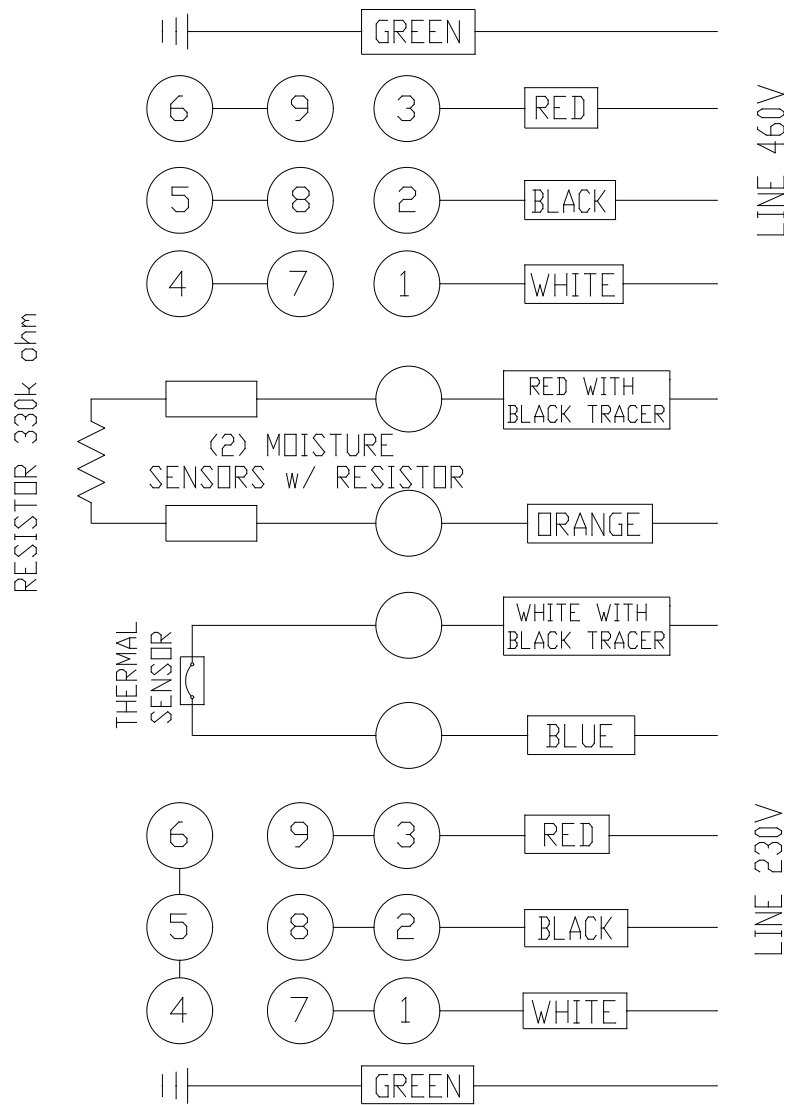 GREEN
6 9 3 RED
5 8 2 BLACK
4 7 1 WHITE
LINE 460V
RED WITH
BLACK TRACER
(2) MOISTURE
SENSORS w/ RESISTOR
RESISTOR 330k ohm
ORANGE
WHITE WITH
BLACK TRACER
THERMAL
SENSOR
BLUE
6 9 3 RED
5 8 2 BLACK
4 7 1 WHITE
LINE 230V
GREEN